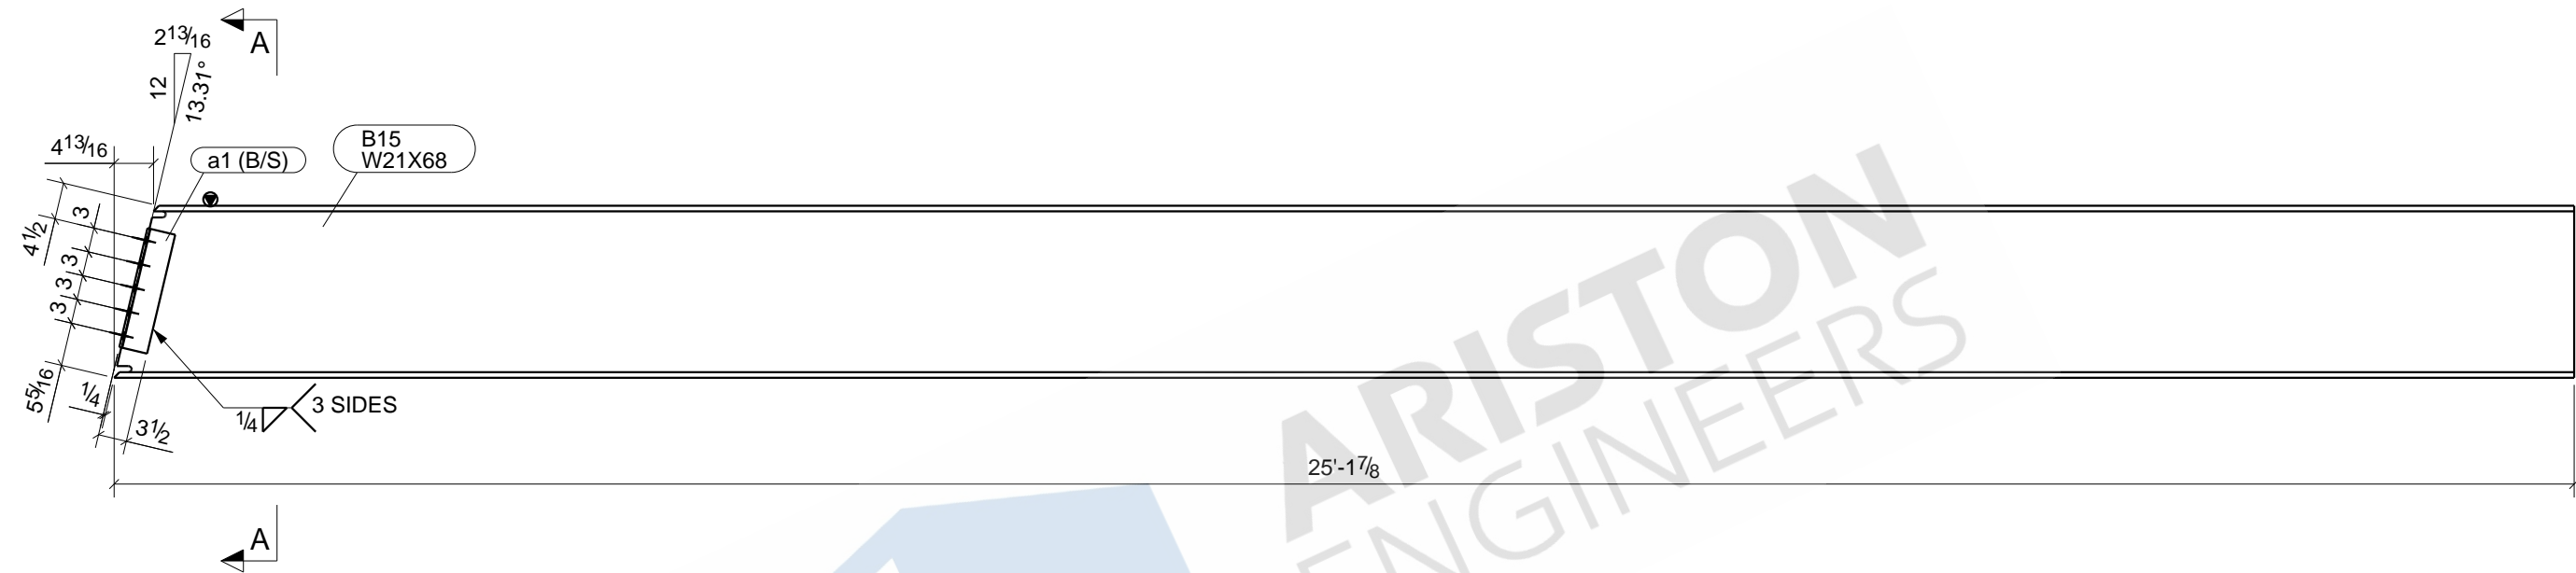 A
2 13/16
12
13.31°
4 13/16
a1 (B/S)
B15
W21X68
4 1/2
3
3
3
3
5 5/16
1/4
3 1/2
1/4
3 SIDES
25'-1 7/8
A
ARISTON
ENGINEERS